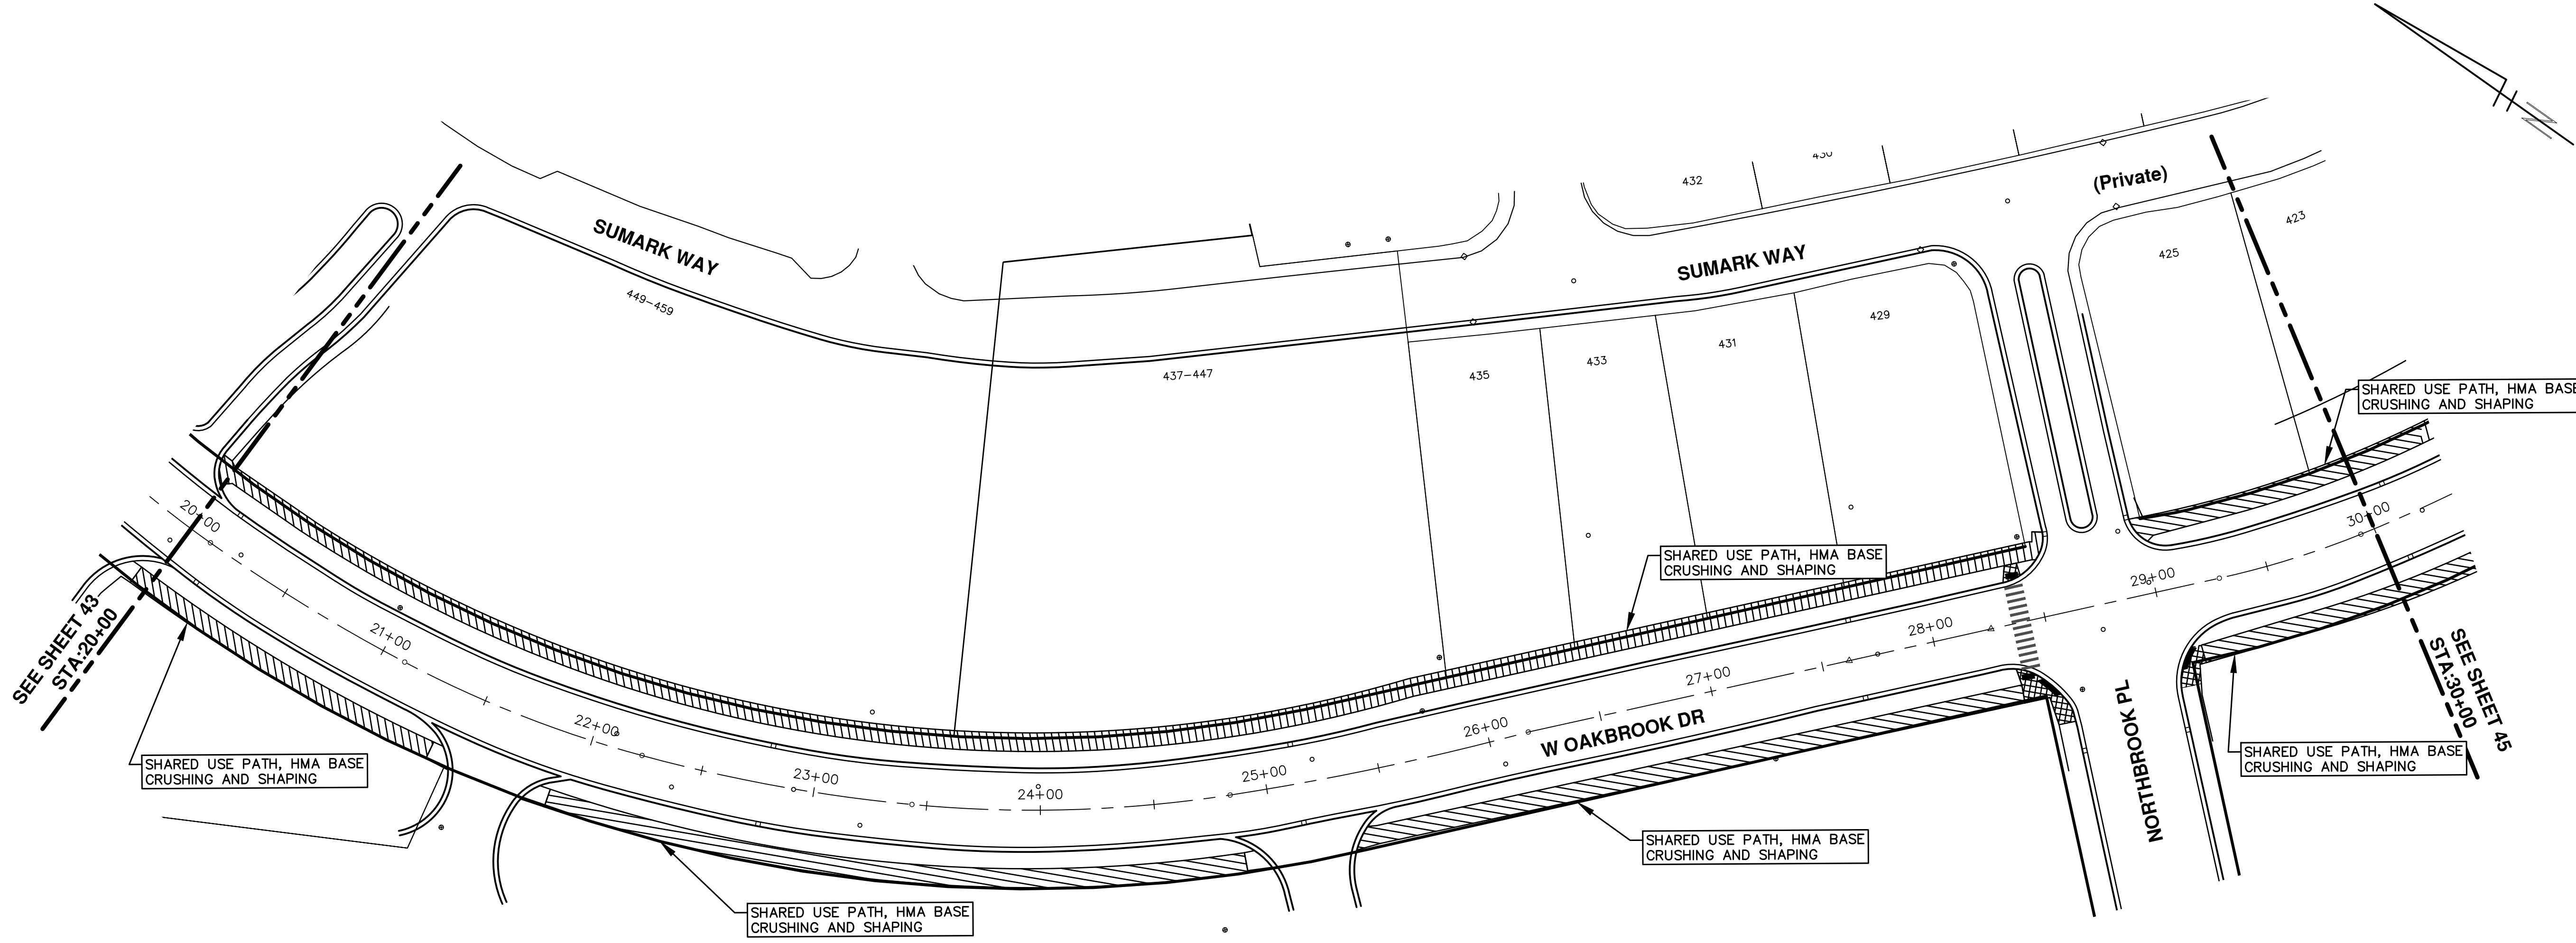 432
430
(Private)
423
425
SUMARK WAY
SUMARK WAY
449-459
429
431
433
435
437-447
SHARED USE PATH, HMA BASE
CRUSHING AND SHAPING
20+00
30+00
SHARED USE PATH, HMA BASE
CRUSHING AND SHAPING
29+00
SEE SHEET 43
STA:20+00
21+00
28+00
27+00
22+00
26+00
W OAKBROOK DR
25+00
23+00
24+00
SEE SHEET 45
STA:30+00
NORTHBROOK PL
SHARED USE PATH, HMA BASE
CRUSHING AND SHAPING
SHARED USE PATH, HMA BASE
CRUSHING AND SHAPING
SHARED USE PATH, HMA BASE
CRUSHING AND SHAPING
SHARED USE PATH, HMA BASE
CRUSHING AND SHAPING
N